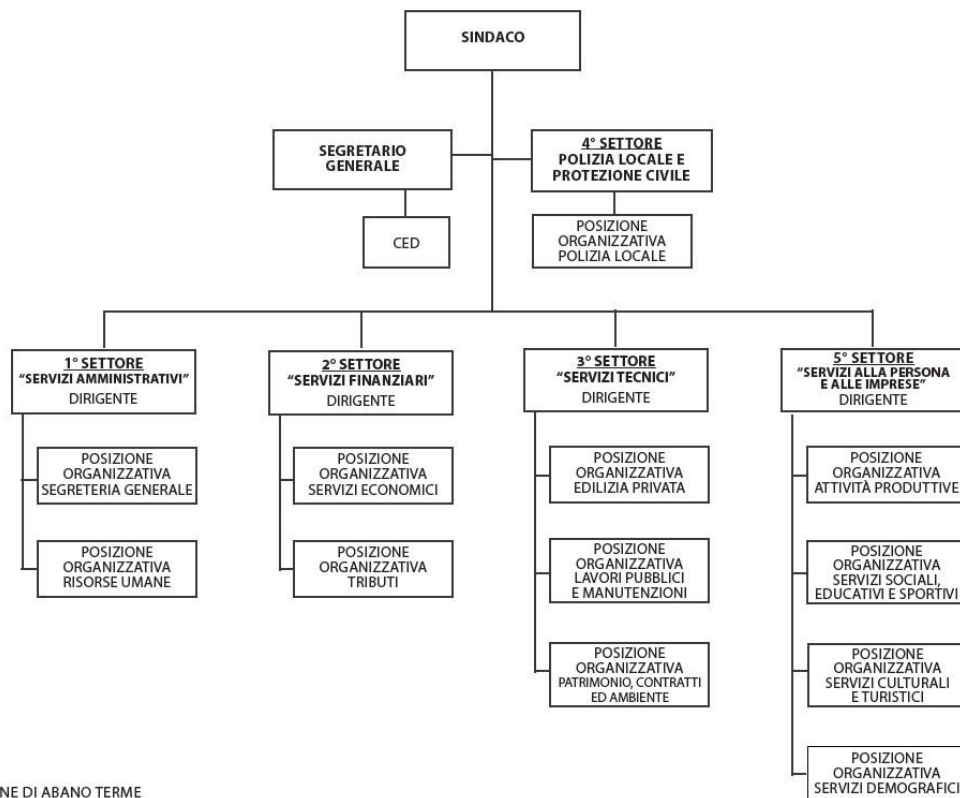 SINDACO
SEGRETARIO
GENERALE
4° SETTORE
POLIZIA LOCALE E
PROTEZIONE CIVILE
CED
POSIZIONE
ORGANIZZATIVA
POLIZIA LOCALE
1° SETTORE
“SERVIZI AMMINISTRATIVI”
DIRIGENTE
2° SETTORE
“SERVIZI FINANZIARI”
DIRIGENTE
3° SETTORE
“SERVIZI TECNICI”
DIRIGENTE
5° SETTORE
“SERVIZI ALLA PERSONA
E ALLE IMPRESE”
DIRIGENTE
POSIZIONE
ORGANIZZATIVA
SEGRETERIA GENERALE
POSIZIONE
ORGANIZZATIVA
RISORSE UMANE
POSIZIONE
ORGANIZZATIVA
SERVIZI ECONOMICI
POSIZIONE
ORGANIZZATIVA
TRIBUTI
POSIZIONE
ORGANIZZATIVA
EDILIZIA PRIVATA
POSIZIONE
ORGANIZZATIVA
LAVORI PUBBLICI
E MANUTENZIONI
POSIZIONE
ORGANIZZATIVA
PATRIMONIO, CONTRATTI
ED AMBIENTE
POSIZIONE
ORGANIZZATIVA
ATTIVITÀ PRODUTTIVE
POSIZIONE
ORGANIZZATIVA
SERVIZI SOCIALI,
EDUCATIVI E SPORTIVI
POSIZIONE
ORGANIZZATIVA
SERVIZI CULTURALI
E TURISTICI
POSIZIONE
ORGANIZZATIVA
SERVIZI DEMOGRAFICI
NE DI ABANO TERME